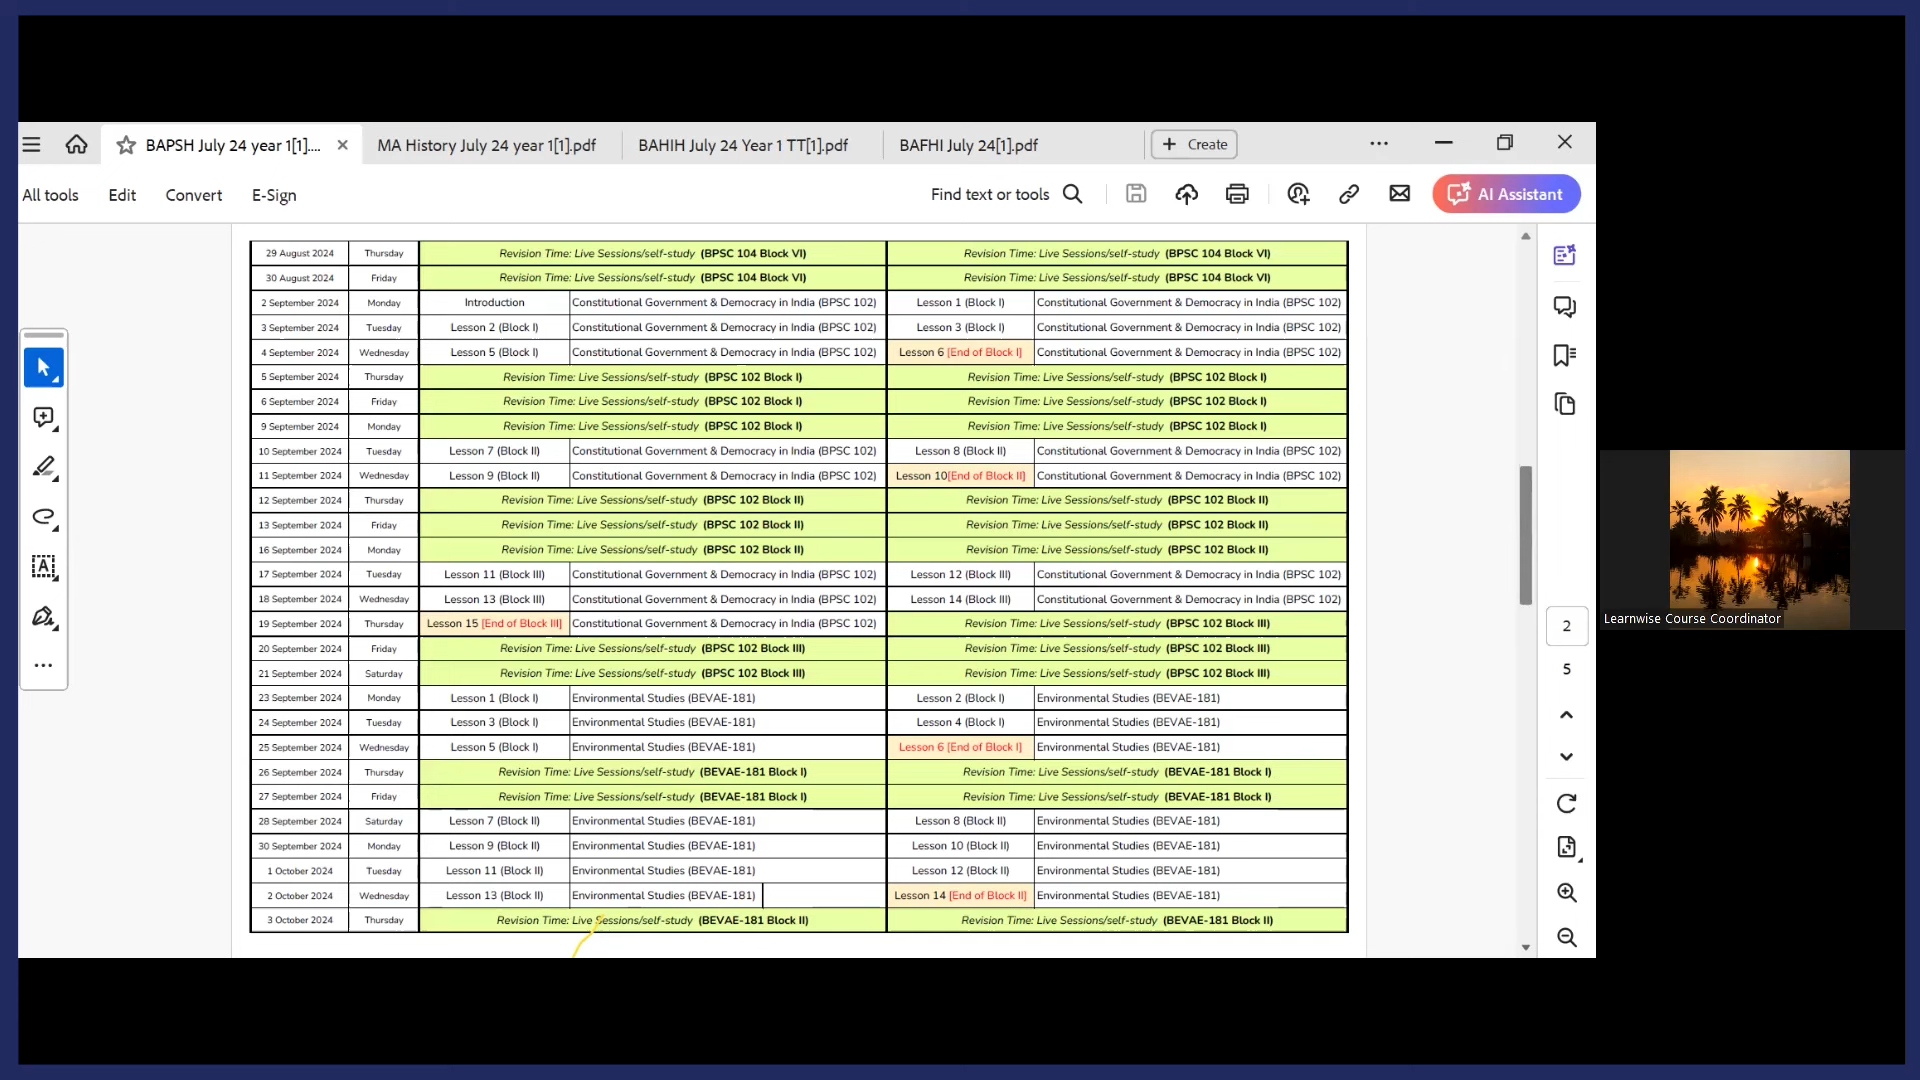 BAPSH July 24 year 1[1]....
MA History July 24 year 1[1].pdf
BAHIH July 24 Year 1 TT[1].pdf
BAFHI July 24[1].pdf
Create
All tools
Edit
Convert
E-Sign
Find text or tools
AI Assistant
29 August 2024 Thursday Revision Time: Live Sessions/self-study (BPSC 104 Block VI) Revision Time: Live Sessions/self-study (BPSC 104 Block VI)
30 August 2024 Friday Revision Time: Live Sessions/self-study (BPSC 104 Block VI) Revision Time: Live Sessions/self-study (BPSC 104 Block VI)
2 September 2024 Monday Introduction Constitutional Government & Democracy in India (BPSC 102) Lesson 1 (Block I) Constitutional Government & Democracy in India (BPSC 102)
3 September 2024 Tuesday Lesson 2 (Block I) Constitutional Government & Democracy in India (BPSC 102) Lesson 3 (Block I) Constitutional Government & Democracy in India (BPSC 102)
4 September 2024 Wednesday Lesson 5 (Block I) Constitutional Government & Democracy in India (BPSC 102) Lesson 6 [End of Block I] Constitutional Government & Democracy in India (BPSC 102)
5 September 2024 Thursday Revision Time: Live Sessions/self-study (BPSC 102 Block I) Revision Time: Live Sessions/self-study (BPSC 102 Block I)
6 September 2024 Friday Revision Time: Live Sessions/self-study (BPSC 102 Block I) Revision Time: Live Sessions/self-study (BPSC 102 Block I)
9 September 2024 Monday Revision Time: Live Sessions/self-study (BPSC 102 Block I) Revision Time: Live Sessions/self-study (BPSC 102 Block I)
10 September 2024 Tuesday Lesson 7 (Block II) Constitutional Government & Democracy in India (BPSC 102) Lesson 8 (Block II) Constitutional Government & Democracy in India (BPSC 102)
11 September 2024 Wednesday Lesson 9 (Block II) Constitutional Government & Democracy in India (BPSC 102) Lesson 10[End of Block II] Constitutional Government & Democracy in India (BPSC 102)
12 September 2024 Thursday Revision Time: Live Sessions/self-study (BPSC 102 Block II) Revision Time: Live Sessions/self-study (BPSC 102 Block II)
13 September 2024 Friday Revision Time: Live Sessions/self-study (BPSC 102 Block II) Revision Time: Live Sessions/self-study (BPSC 102 Block II)
16 September 2024 Monday Revision Time: Live Sessions/self-study (BPSC 102 Block II) Revision Time: Live Sessions/self-study (BPSC 102 Block II)
17 September 2024 Tuesday Lesson 11 (Block III) Constitutional Government & Democracy in India (BPSC 102) Lesson 12 (Block III) Constitutional Government & Democracy in India (BPSC 102)
18 September 2024 Wednesday Lesson 13 (Block III) Constitutional Government & Democracy in India (BPSC 102) Lesson 14 (Block III) Constitutional Government & Democracy in India (BPSC 102)
19 September 2024 Thursday Lesson 15 [End of Block III] Constitutional Government & Democracy in India (BPSC 102) Revision Time: Live Sessions/self-study (BPSC 102 Block III)
20 September 2024 Friday Revision Time: Live Sessions/self-study (BPSC 102 Block III) Revision Time: Live Sessions/self-study (BPSC 102 Block III)
21 September 2024 Saturday Revision Time: Live Sessions/self-study (BPSC 102 Block III) Revision Time: Live Sessions/self-study (BPSC 102 Block III)
23 September 2024 Monday Lesson 1 (Block I) Environmental Studies (BEVAE-181) Lesson 2 (Block I) Environmental Studies (BEVAE-181)
24 September 2024 Tuesday Lesson 3 (Block I) Environmental Studies (BEVAE-181) Lesson 4 (Block I) Environmental Studies (BEVAE-181)
25 September 2024 Wednesday Lesson 5 (Block I) Environmental Studies (BEVAE-181) Lesson 6 [End of Block I] Environmental Studies (BEVAE-181)
26 September 2024 Thursday Revision Time: Live Sessions/self-study (BEVAE-181 Block I) Revision Time: Live Sessions/self-study (BEVAE-181 Block I)
27 September 2024 Friday Revision Time: Live Sessions/self-study (BEVAE-181 Block I) Revision Time: Live Sessions/self-study (BEVAE-181 Block I)
28 September 2024 Saturday Lesson 7 (Block II) Environmental Studies (BEVAE-181) Lesson 8 (Block II) Environmental Studies (BEVAE-181)
30 September 2024 Monday Lesson 9 (Block II) Environmental Studies (BEVAE-181) Lesson 10 (Block II) Environmental Studies (BEVAE-181)
1 October 2024 Tuesday Lesson 11 (Block II) Environmental Studies (BEVAE-181) Lesson 12 (Block II) Environmental Studies (BEVAE-181)
2 October 2024 Wednesday Lesson 13 (Block II) Environmental Studies (BEVAE-181) Lesson 14 [End of Block II] Environmental Studies (BEVAE-181)
3 October 2024 Thursday Revision Time: Live Sessions/self-study (BEVAE-181 Block II) Revision Time: Live Sessions/self-study (BEVAE-181 Block II)
2
5
Learnwise Course Coordinator